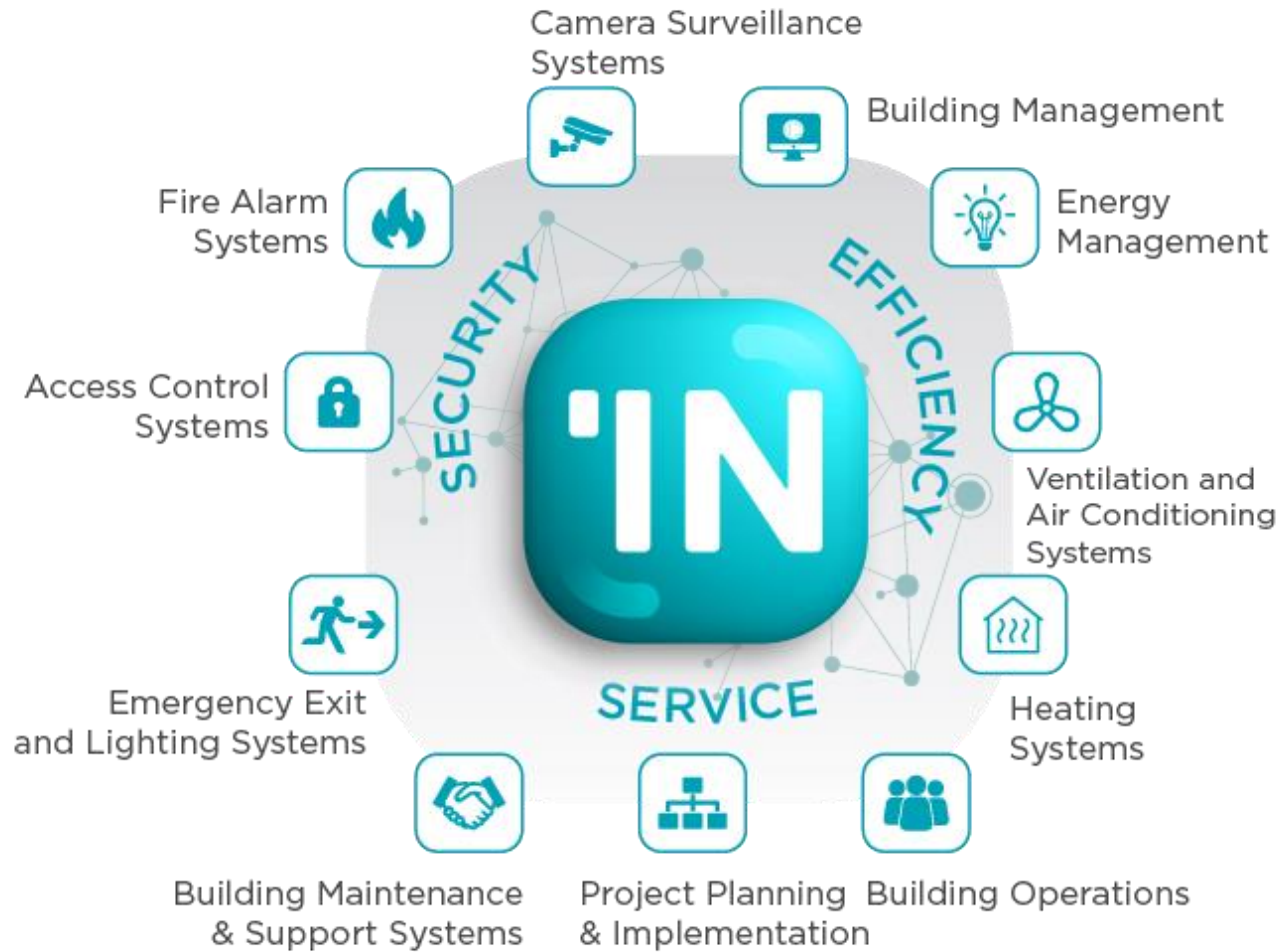 Camera Surveillance
Systems
Building Management
Fire Alarm
Systems
Energy
Management
SECURITY
EFFICIENCY
Access Control
Systems
'IN
Ventilation and
Air Conditioning
Systems
Emergency Exit
and Lighting Systems
SERVICE
Heating
Systems
Building Maintenance
& Support Systems
Project Planning
& Implementation
Building Operations